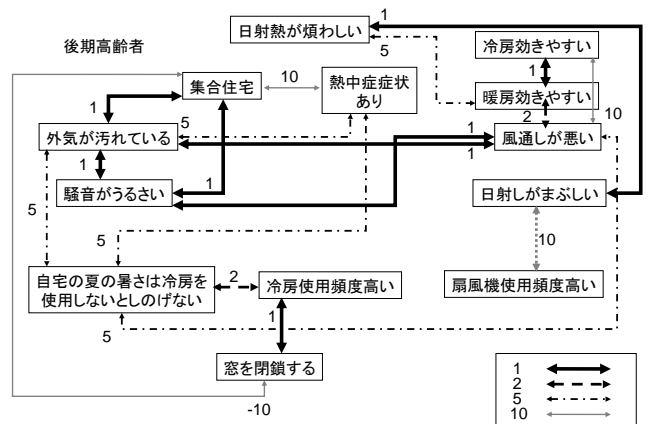 日射熱が煩わしい
1
後期高齢者
5
冷房効きやすい
集合住宅
10
熱中症症状
あり
1
暖房効きやすい
10
1
2
外気が汚れている
5
1
風通しが悪い
1
1
騒音がうるさい
1
日射しがまぶしい
5
5
10
自宅の夏の暑さは冷房を
使用しないとしのげない
2
冷房使用頻度高い
扇風機使用頻度高い
5
1
窓を閉鎖する
-10
1
2
5
10